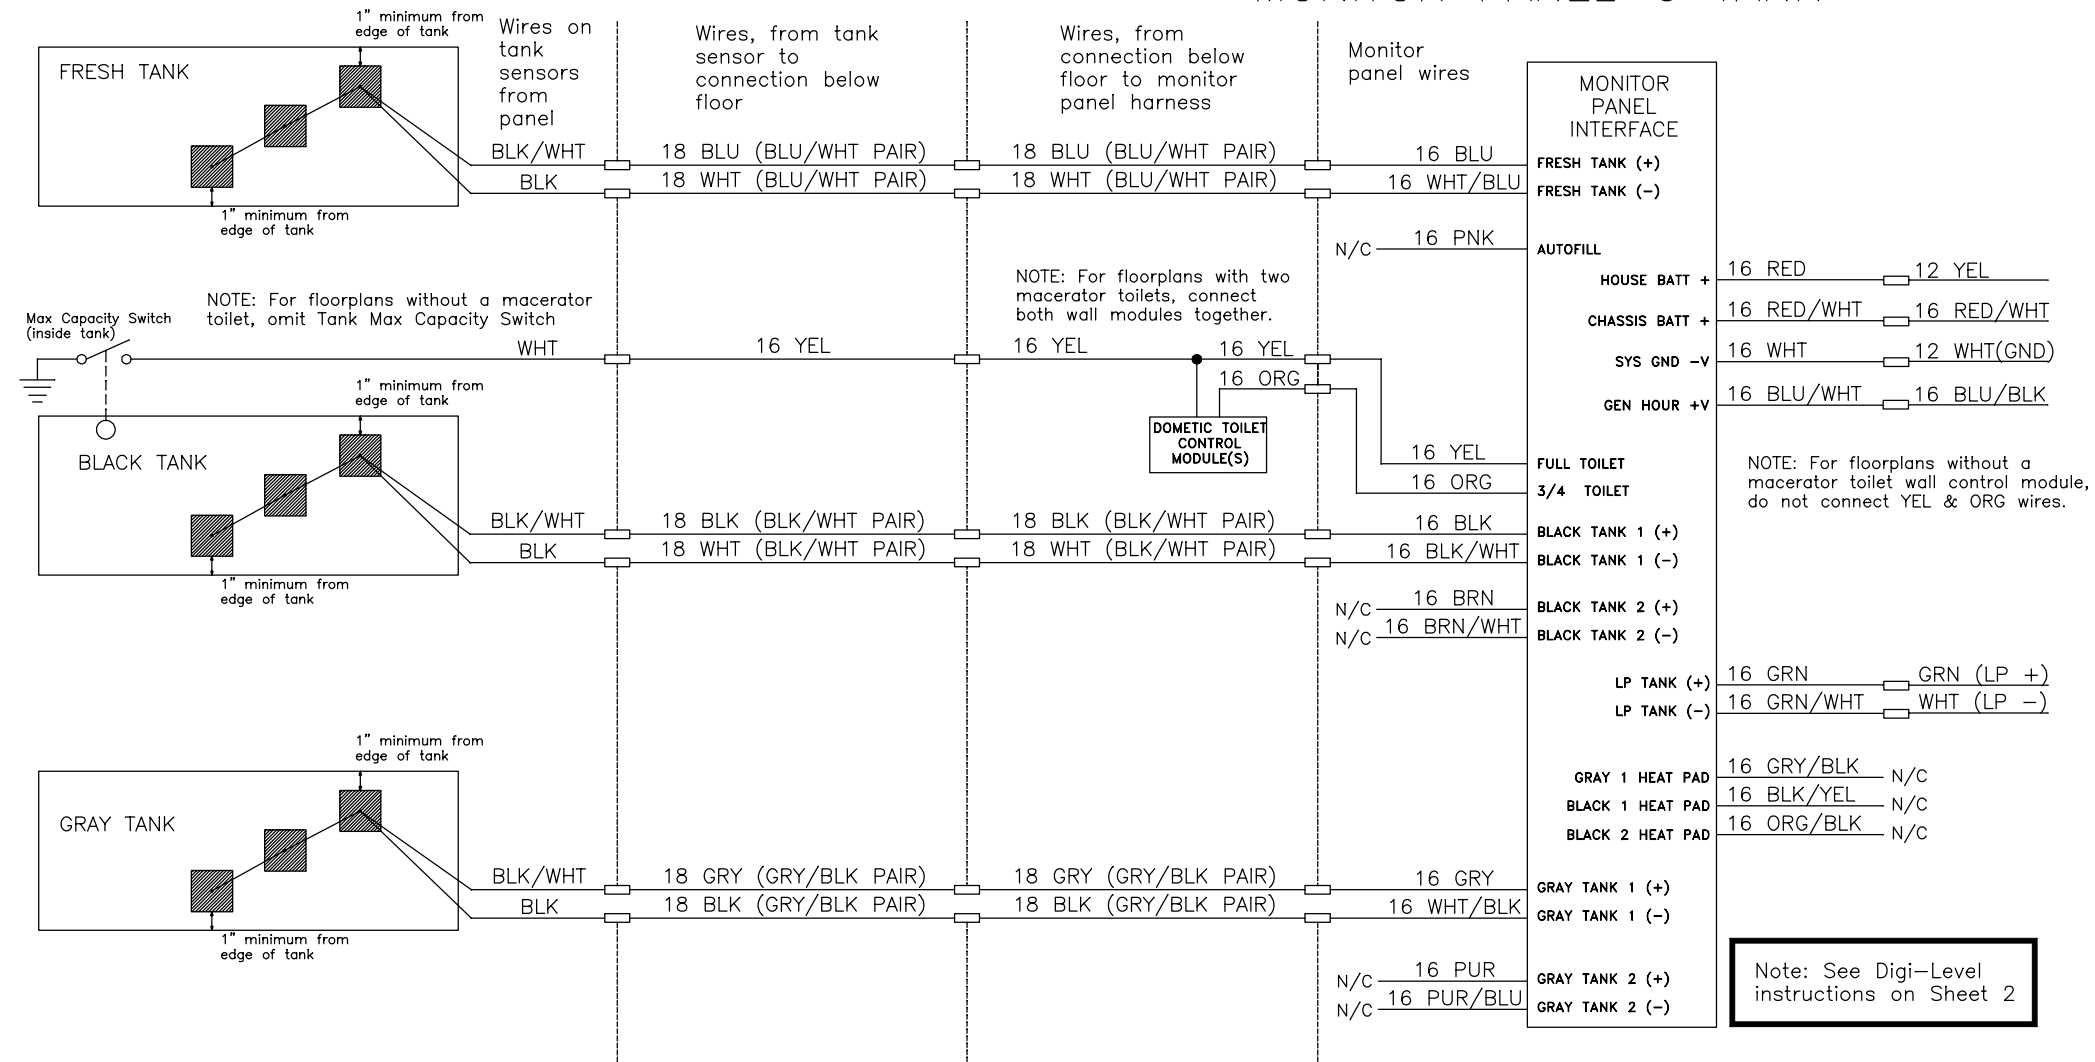 1” minimum from
edge of tank
FRESH TANK
1” minimum from
edge of tank
Wires on
tank
sensors
from
panel
Wires, from tank
sensor to
connection below
floor
Wires, from
connection below
floor to monitor
panel harness
Monitor
panel wires
MONITOR
PANEL
INTERFACE
BLK/WHT
18 BLU (BLU/WHT PAIR)
18 BLU (BLU/WHT PAIR)
16 BLU
FRESH TANK (+)
BLK
18 WHT (BLU/WHT PAIR)
18 WHT (BLU/WHT PAIR)
16 WHT/BLU
FRESH TANK (−)
N/C
16 PNK
AUTOFILL
HOUSE BATT +
16 RED
12 YEL
CHASSIS BATT +
16 RED/WHT
16 RED/WHT
SYS GND −V
16 WHT
12 WHT(GND)
GEN HOUR +V
16 BLU/WHT
16 BLU/BLK
NOTE: For floorplans without a macerator
toilet, omit Tank Max Capacity Switch
NOTE: For floorplans with two
macerator toilets, connect
both wall modules together.
Max Capacity Switch
(inside tank)
WHT
16 YEL
16 YEL
16 YEL
16 ORG
DOMETIC TOILET
CONTROL
MODULE(S)
16 YEL
FULL TOILET
16 ORG
3/4 TOILET
NOTE: For floorplans without a
macerator toilet wall control module,
do not connect YEL & ORG wires.
1” minimum from
edge of tank
BLACK TANK
1” minimum from
edge of tank
BLK/WHT
18 BLK (BLK/WHT PAIR)
18 BLK (BLK/WHT PAIR)
16 BLK
BLACK TANK 1 (+)
BLK
18 WHT (BLK/WHT PAIR)
18 WHT (BLK/WHT PAIR)
16 BLK/WHT
BLACK TANK 1 (−)
N/C
16 BRN
BLACK TANK 2 (+)
N/C
16 BRN/WHT
BLACK TANK 2 (−)
LP TANK (+)
16 GRN
GRN (LP +)
LP TANK (−)
16 GRN/WHT
WHT (LP −)
GRAY 1 HEAT PAD
16 GRY/BLK
N/C
BLACK 1 HEAT PAD
16 BLK/YEL
N/C
BLACK 2 HEAT PAD
16 ORG/BLK
N/C
1” minimum from
edge of tank
GRAY TANK
1” minimum from
edge of tank
BLK/WHT
18 GRY (GRY/BLK PAIR)
18 GRY (GRY/BLK PAIR)
16 GRY
GRAY TANK 1 (+)
BLK
18 BLK (GRY/BLK PAIR)
18 BLK (GRY/BLK PAIR)
16 WHT/BLK
GRAY TANK 1 (−)
N/C
16 PUR
GRAY TANK 2 (+)
N/C
16 PUR/BLU
GRAY TANK 2 (−)
Note: See Digi−Level
instructions on Sheet 2